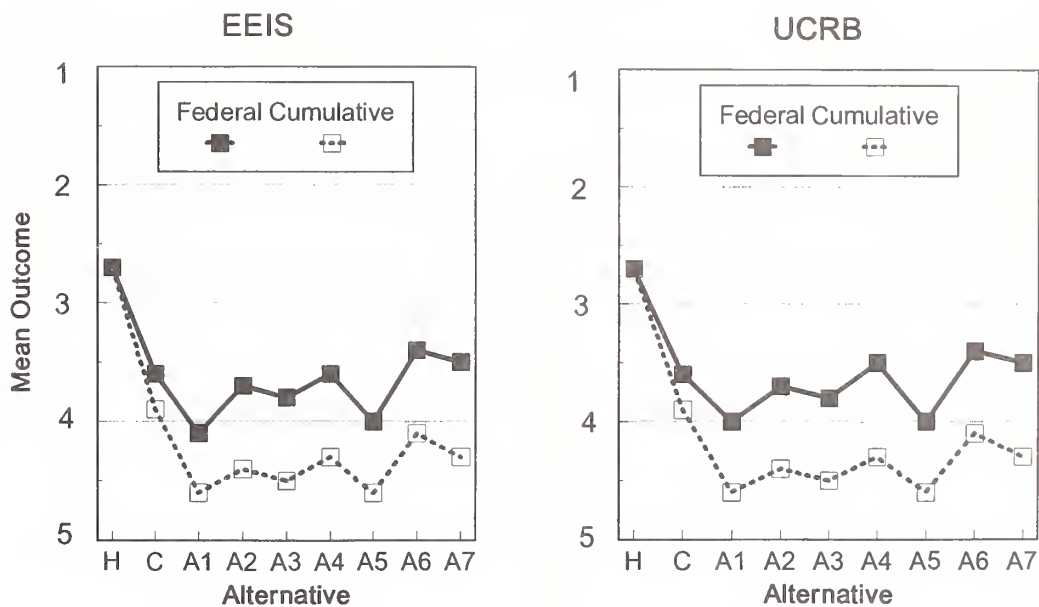 EEIS
Mean Outcome
1
2
3
4
5
Federal Cumulative
H C A1 A2 A3 A4 A5 A6 A7
Alternative
UCRB
1
2
3
4
5
Federal Cumulative
H C A1 A2 A3 A4 A5 A6 A7
Alternative